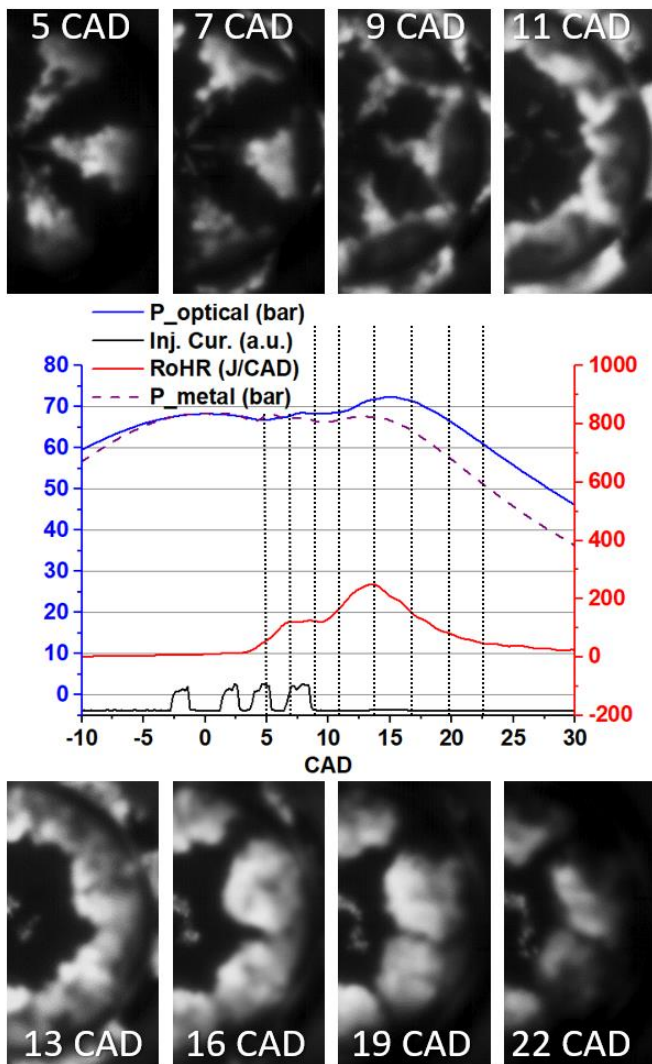 5 CAD
7 CAD
9 CAD
11 CAD
P_optical (bar)
Inj. Cur. (a.u.)
RoHR (J/CAD)
P_metal (bar)
80
70
60
50
40
30
20
10
0
1000
800
600
400
200
0
-200
-10 -5 0 5 10 15 20 25 30
CAD
13 CAD
16 CAD
19 CAD
22 CAD